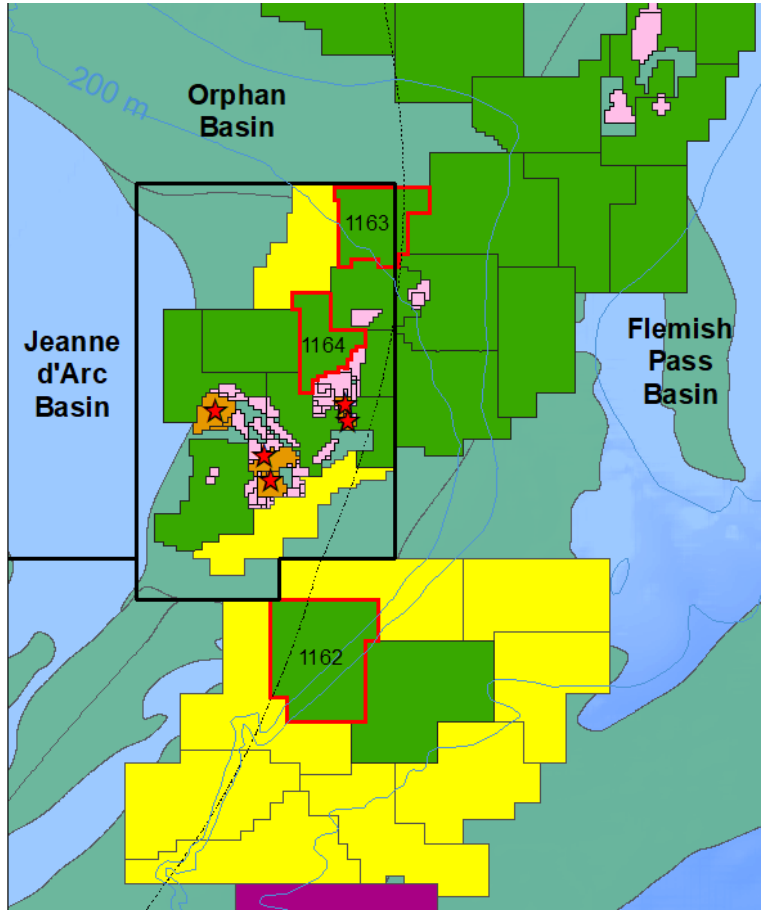 200 m
Orphan
Basin
1163
Jeanne
d'Arc
Basin
1164
Flemish
Pass
Basin
1162